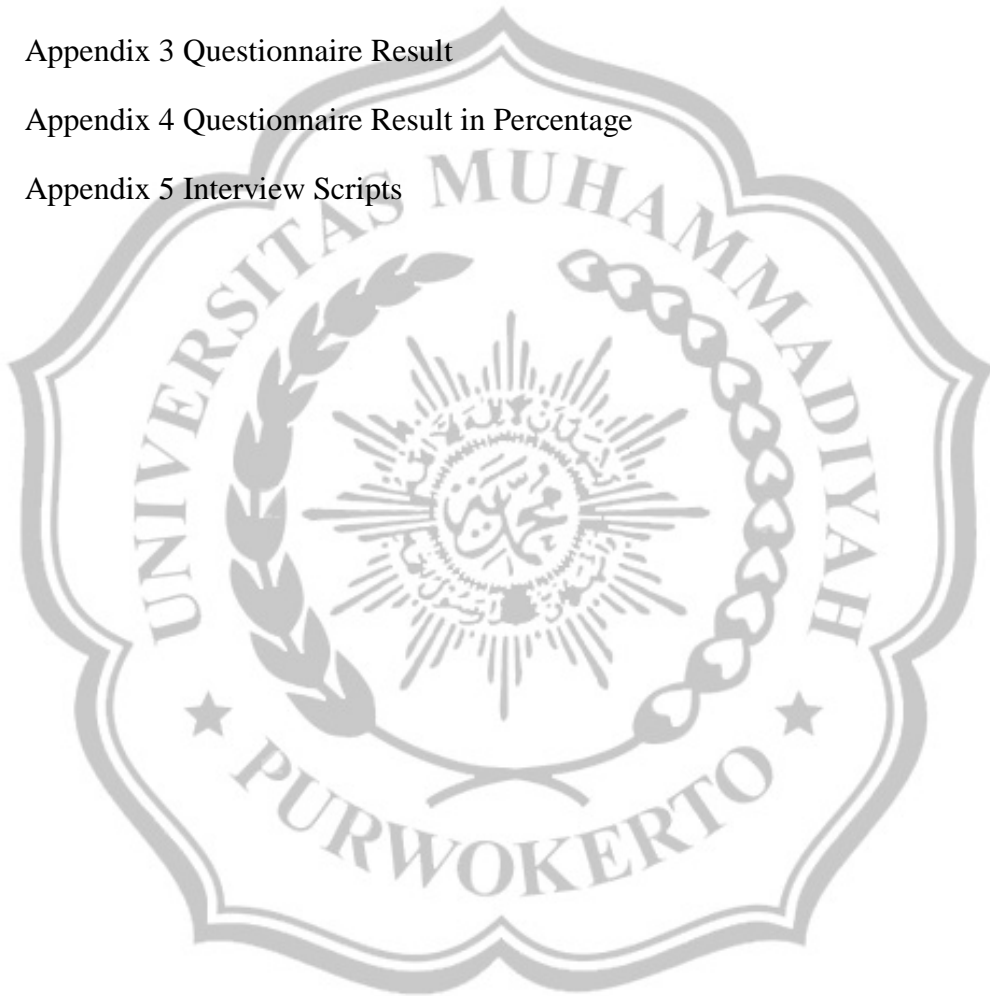 Appendix 3 Questionnaire Result
Appendix 4 Questionnaire Result in Percentage
Appendix 5 Interview Scripts
UNIVERSITAS MUHAMMADIYAH
PURWOKERTO